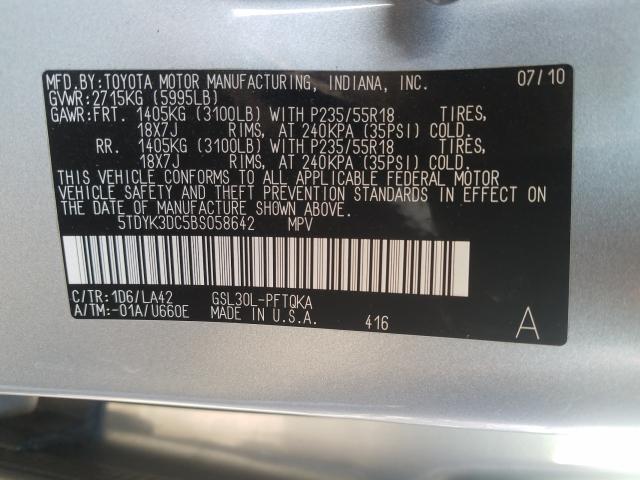 MFD.BY:TOYOTA MOTOR MANUFACTURING, INDIANA, INC. 07/10
GVWR:2715KG (5995LB)
GAWR:FRT. 1405KG (3100LB) WITH P235/55R18 TIRES,
18X7J RIMS, AT 240KPA (35PSI) COLD.
RR. 1405KG (3100LB) WITH P235/55R18 TIRES,
18X7J RIMS, AT 240KPA (35PSI) COLD.
THIS VEHICLE CONFORMS TO ALL APPLICABLE FEDERAL MOTOR
VEHICLE SAFETY AND THEFT PREVENTION STANDARDS IN EFFECT ON
THE DATE OF MANUFACTURE SHOWN ABOVE.
5TDYK3DC5BS058642 MPV
C/TR:1D6/LA42 GSL30L-PFTQKA
A/TM:-01A/U660E MADE IN U.S.A. 416 A